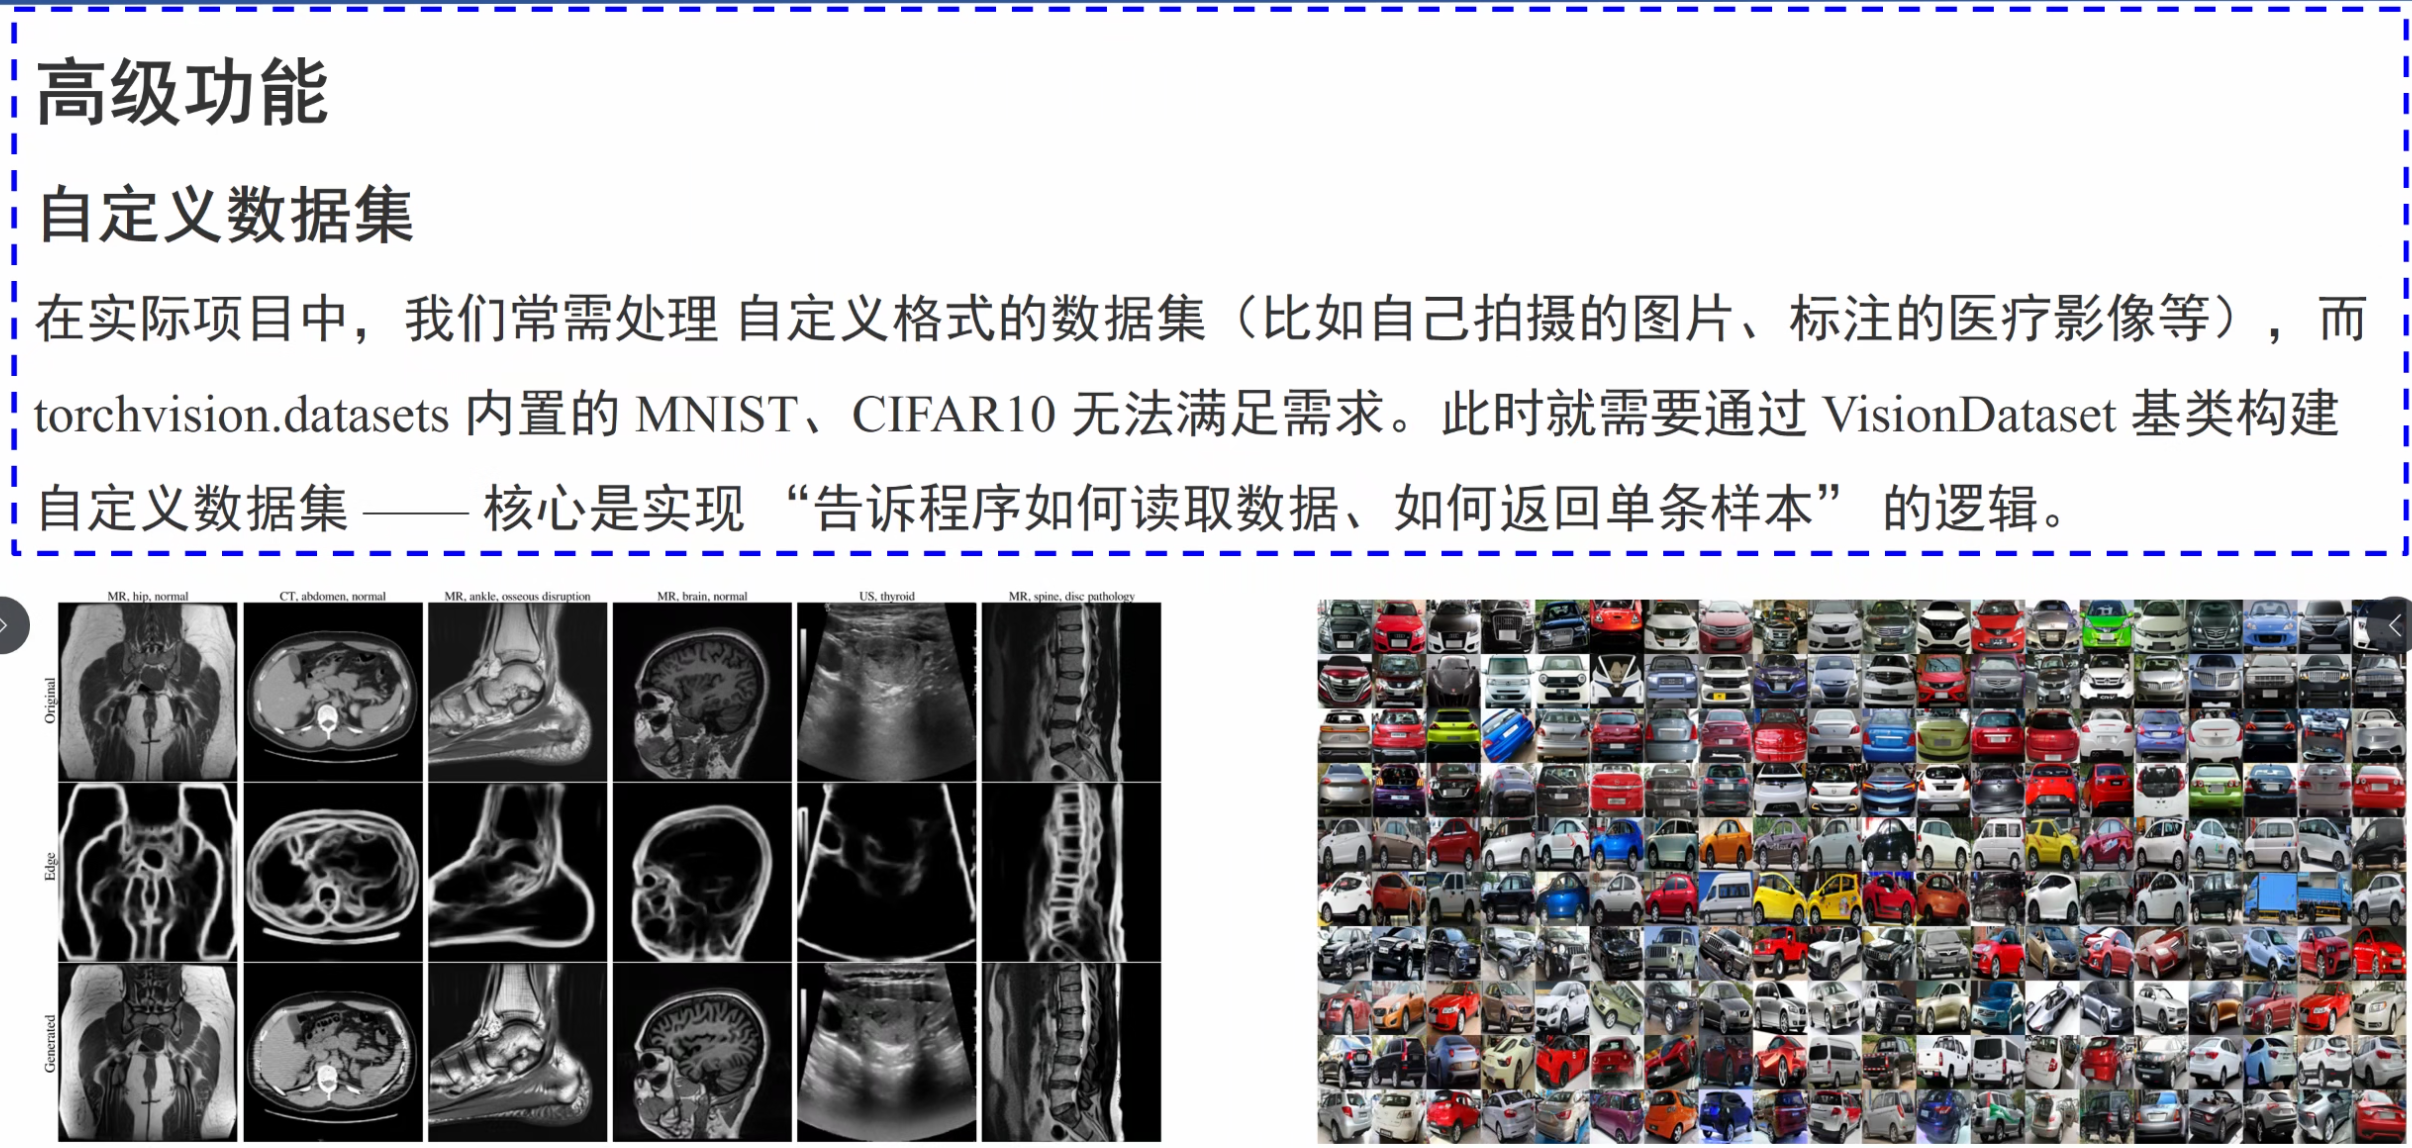 高级功能
自定义数据集
在实际项目中，我们常需处理 自定义格式的数据集（比如自己拍摄的图片、标注的医疗影像等），而
torchvision.datasets 内置的 MNIST、CIFAR10 无法满足需求。此时就需要通过 VisionDataset 基类构建
自定义数据集 —— 核心是实现 “告诉程序如何读取数据、如何返回单条样本” 的逻辑。
MR, hip, normal
CT, abdomen, normal
MR, ankle, osseous disruption
MR, brain, normal
US, thyroid
MR, spine, disc pathology
Original
Edge
Generated